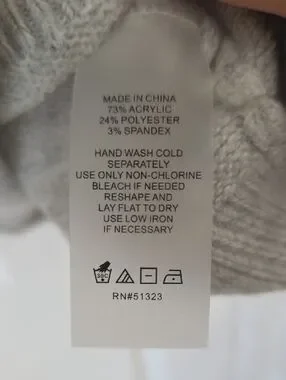 MADE IN CHINA
73% ACRYLIC
24% POLYESTER
3% SPANDEX
HAND WASH COLD
SEPARATELY
USE ONLY NON-CHLORINE
BLEACH IF NEEDED
RESHAPE AND
LAY FLAT TO DRY
USE LOW IRON
IF NECESSARY
RN#51323